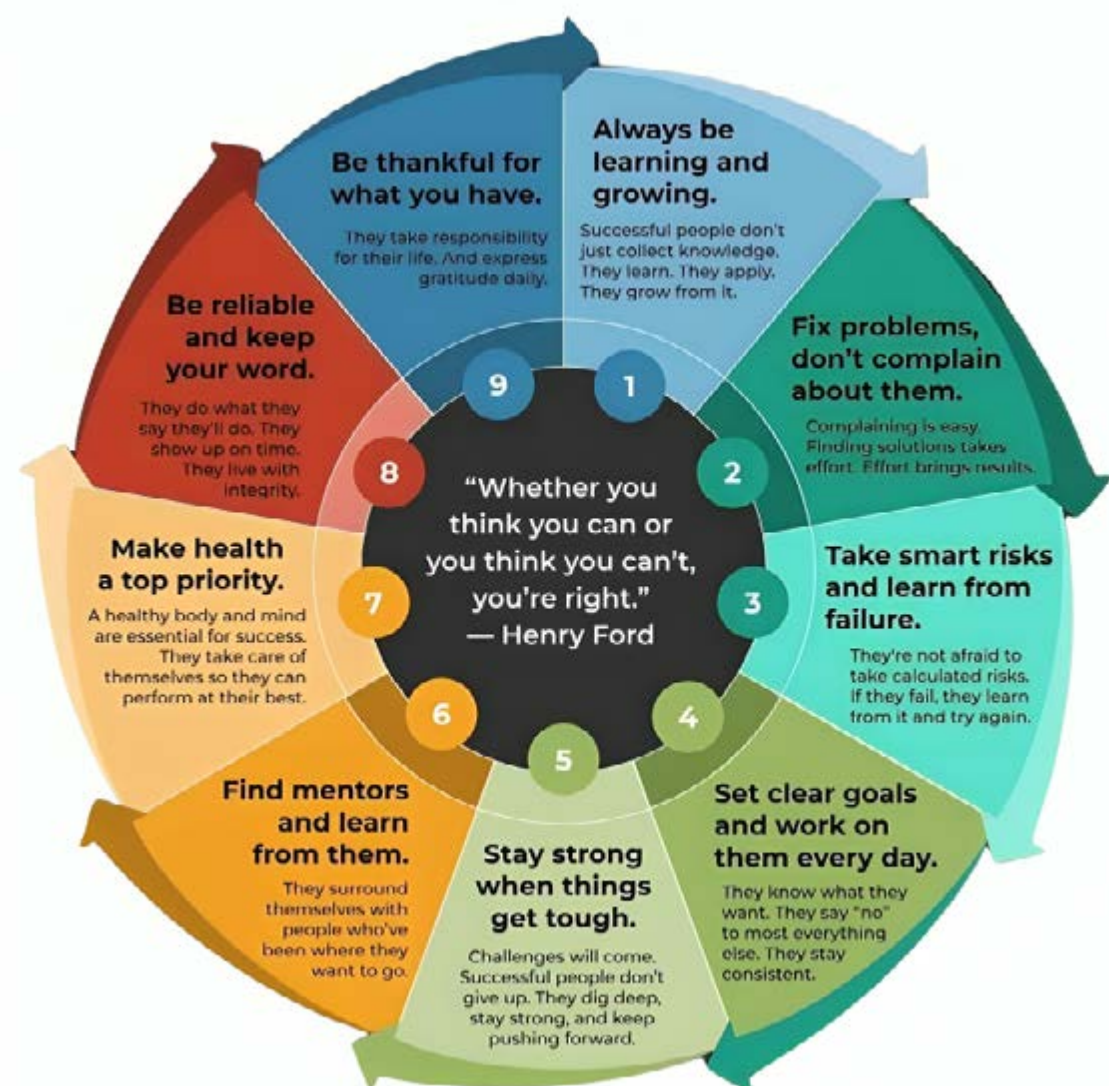 Always be
learning and
growing.
Successful people don't
just collect knowledge.
They learn. They apply.
They grow from it.
1
Fix problems,
don't complain
about them.
Complaining is easy.
Finding solutions takes
effort. Effort brings results.
2
Take smart risks
and learn from
failure.
They're not afraid to
take calculated risks.
If they fail, they learn
from it and try again.
3
Set clear goals
and work on
them every day.
They know what they
want. They say "no"
to most everything
else. They stay
consistent.
4
Stay strong
when things
get tough.
Challenges will come.
Successful people don't
give up. They dig deep,
stay strong, and keep
pushing forward.
5
Find mentors
and learn
from them.
They surround
themselves with
people who've
been where they
want to go.
6
Make health
a top priority.
A healthy body and mind
are essential for success.
They take care of
themselves so they can
perform at their best.
7
Be reliable
and keep
your word.
They do what they
say they'll do. They
show up on time.
They live with
integrity.
8
Be thankful for
what you have.
They take responsibility
for their life. And express
gratitude daily.
9
“Whether you
think you can or
you think you can't,
you're right.”
— Henry Ford